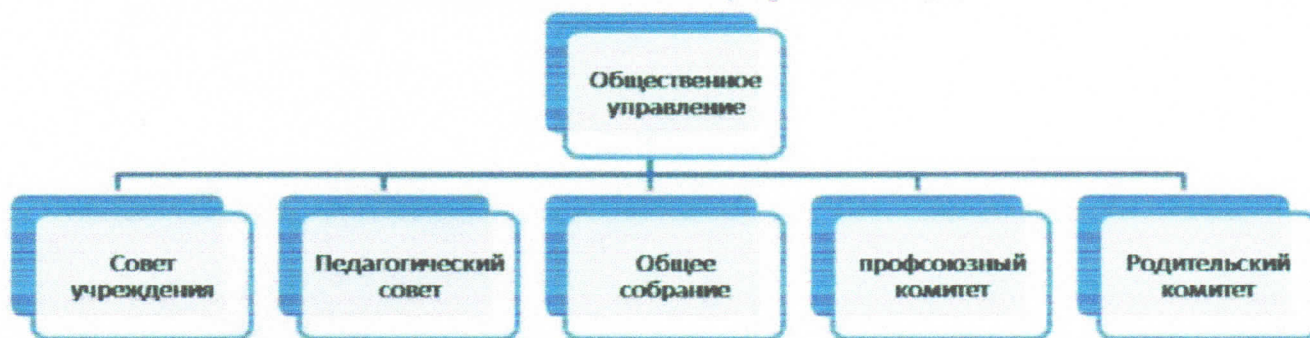 Общественное
управление
Совет
учреждения
Педагогический
совет
Общее
собрание
профсоюзный
комитет
Родительский
комитет